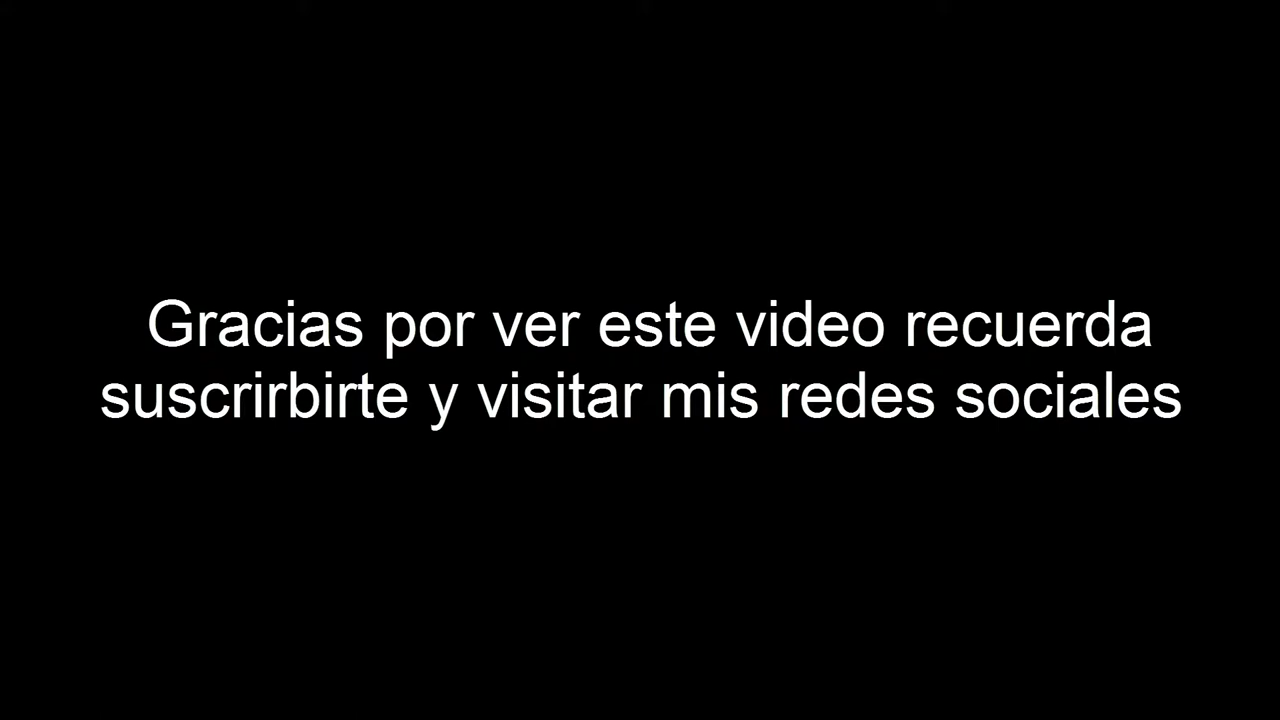 Gracias por ver este video recuerda
suscrirbirte y visitar mis redes sociales